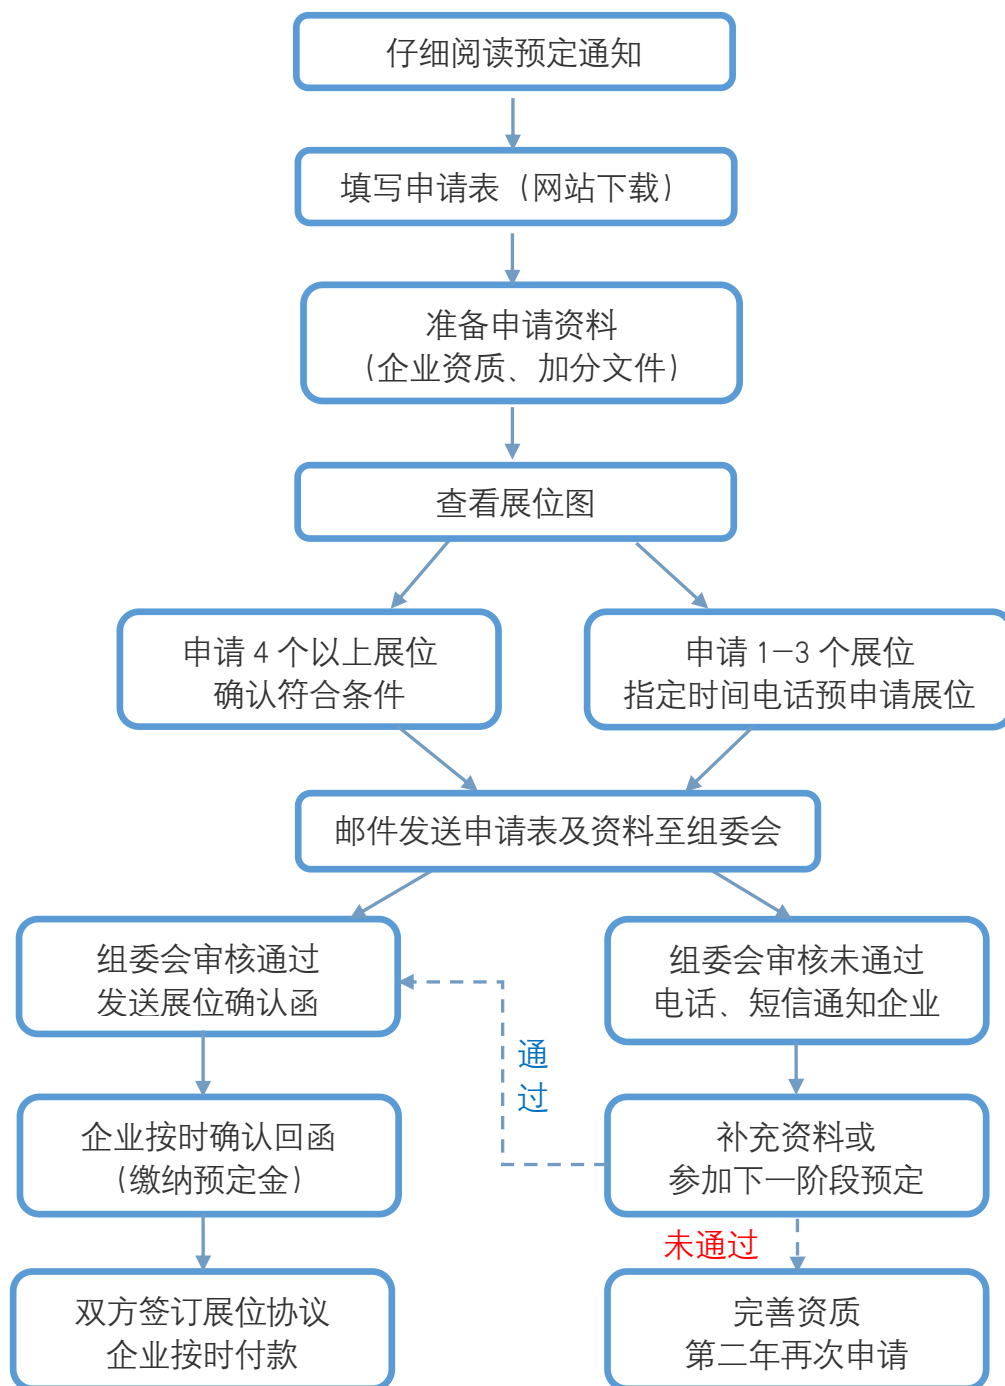 仔细阅读预定通知
填写申请表（网站下载）
准备申请资料
（企业资质、加分文件）
查看展位图
申请 4 个以上展位
确认符合条件
申请 1-3 个展位
指定时间电话预申请展位
邮件发送申请表及资料至组委会
组委会审核通过
发送展位确认函
组委会审核未通过
电话、短信通知企业
通
过
企业按时确认回函
（缴纳预定金）
补充资料或
参加下一阶段预定
未通过
双方签订展位协议
企业按时付款
完善资质
第二年再次申请